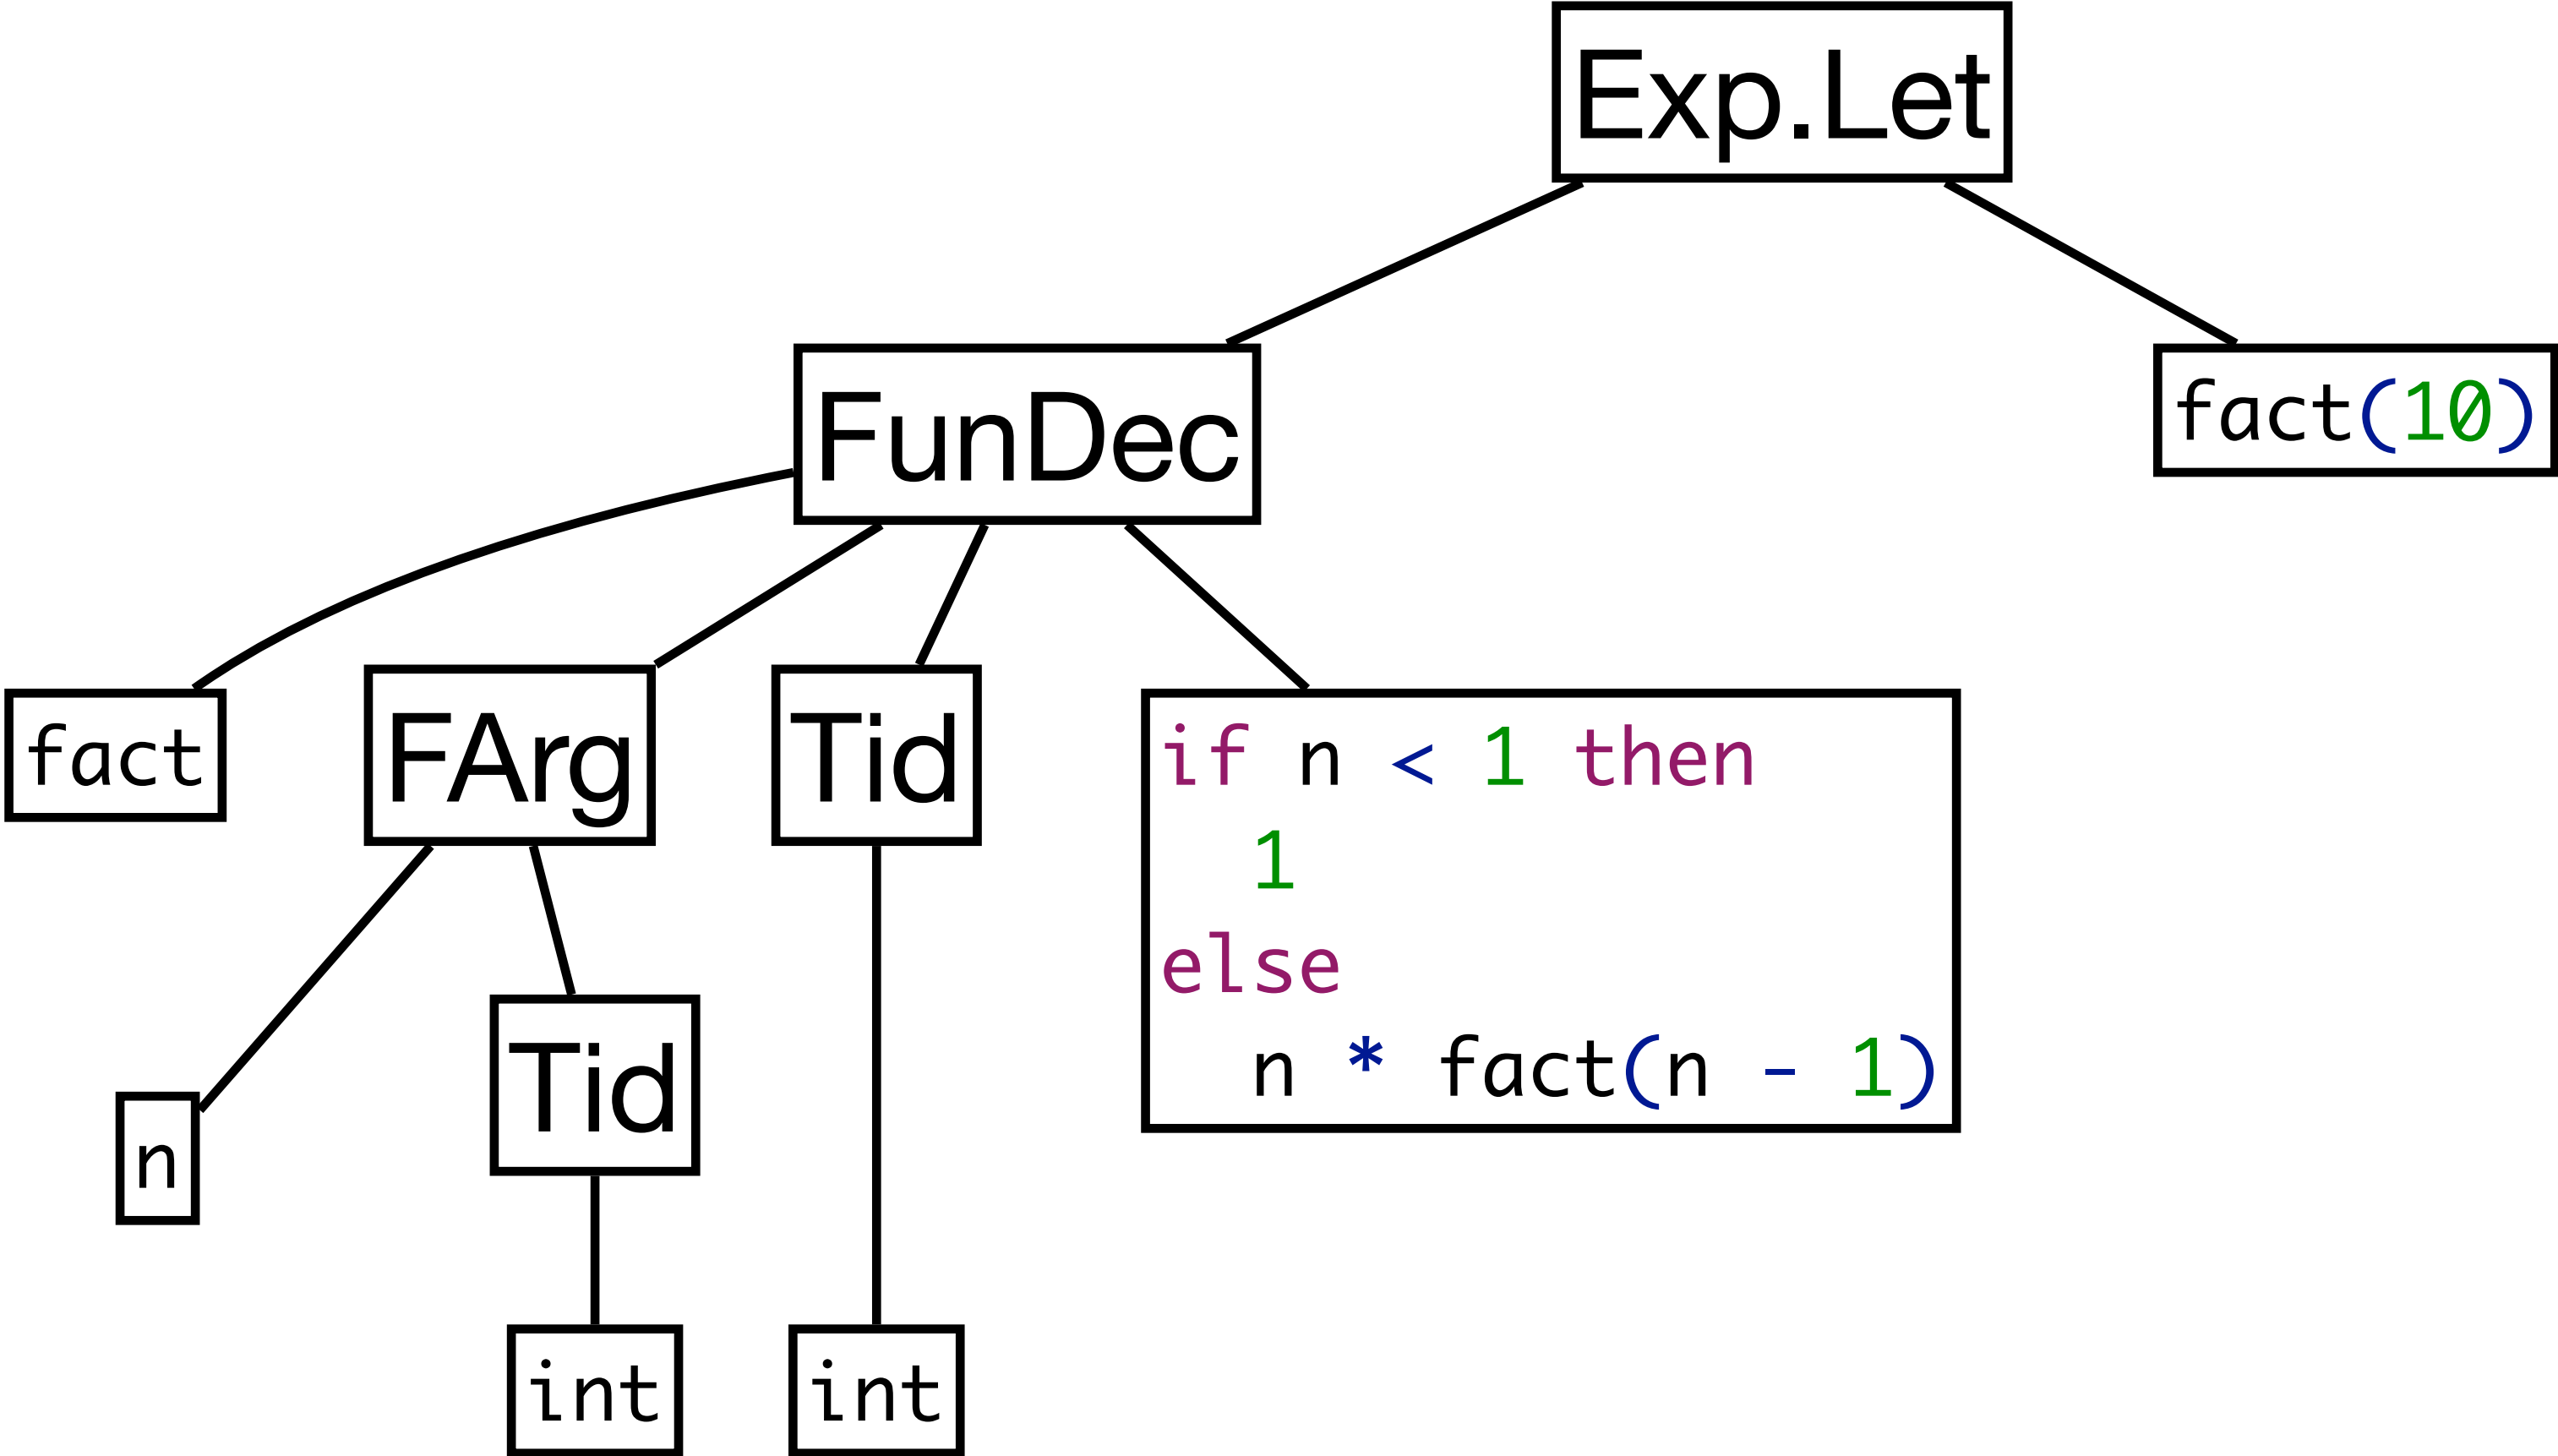 Exp.Let
FunDec
fact(10)
fact
FArg
Tid
if n < 1 then
  1
else
  n * fact(n - 1)
n
Tid
int
int